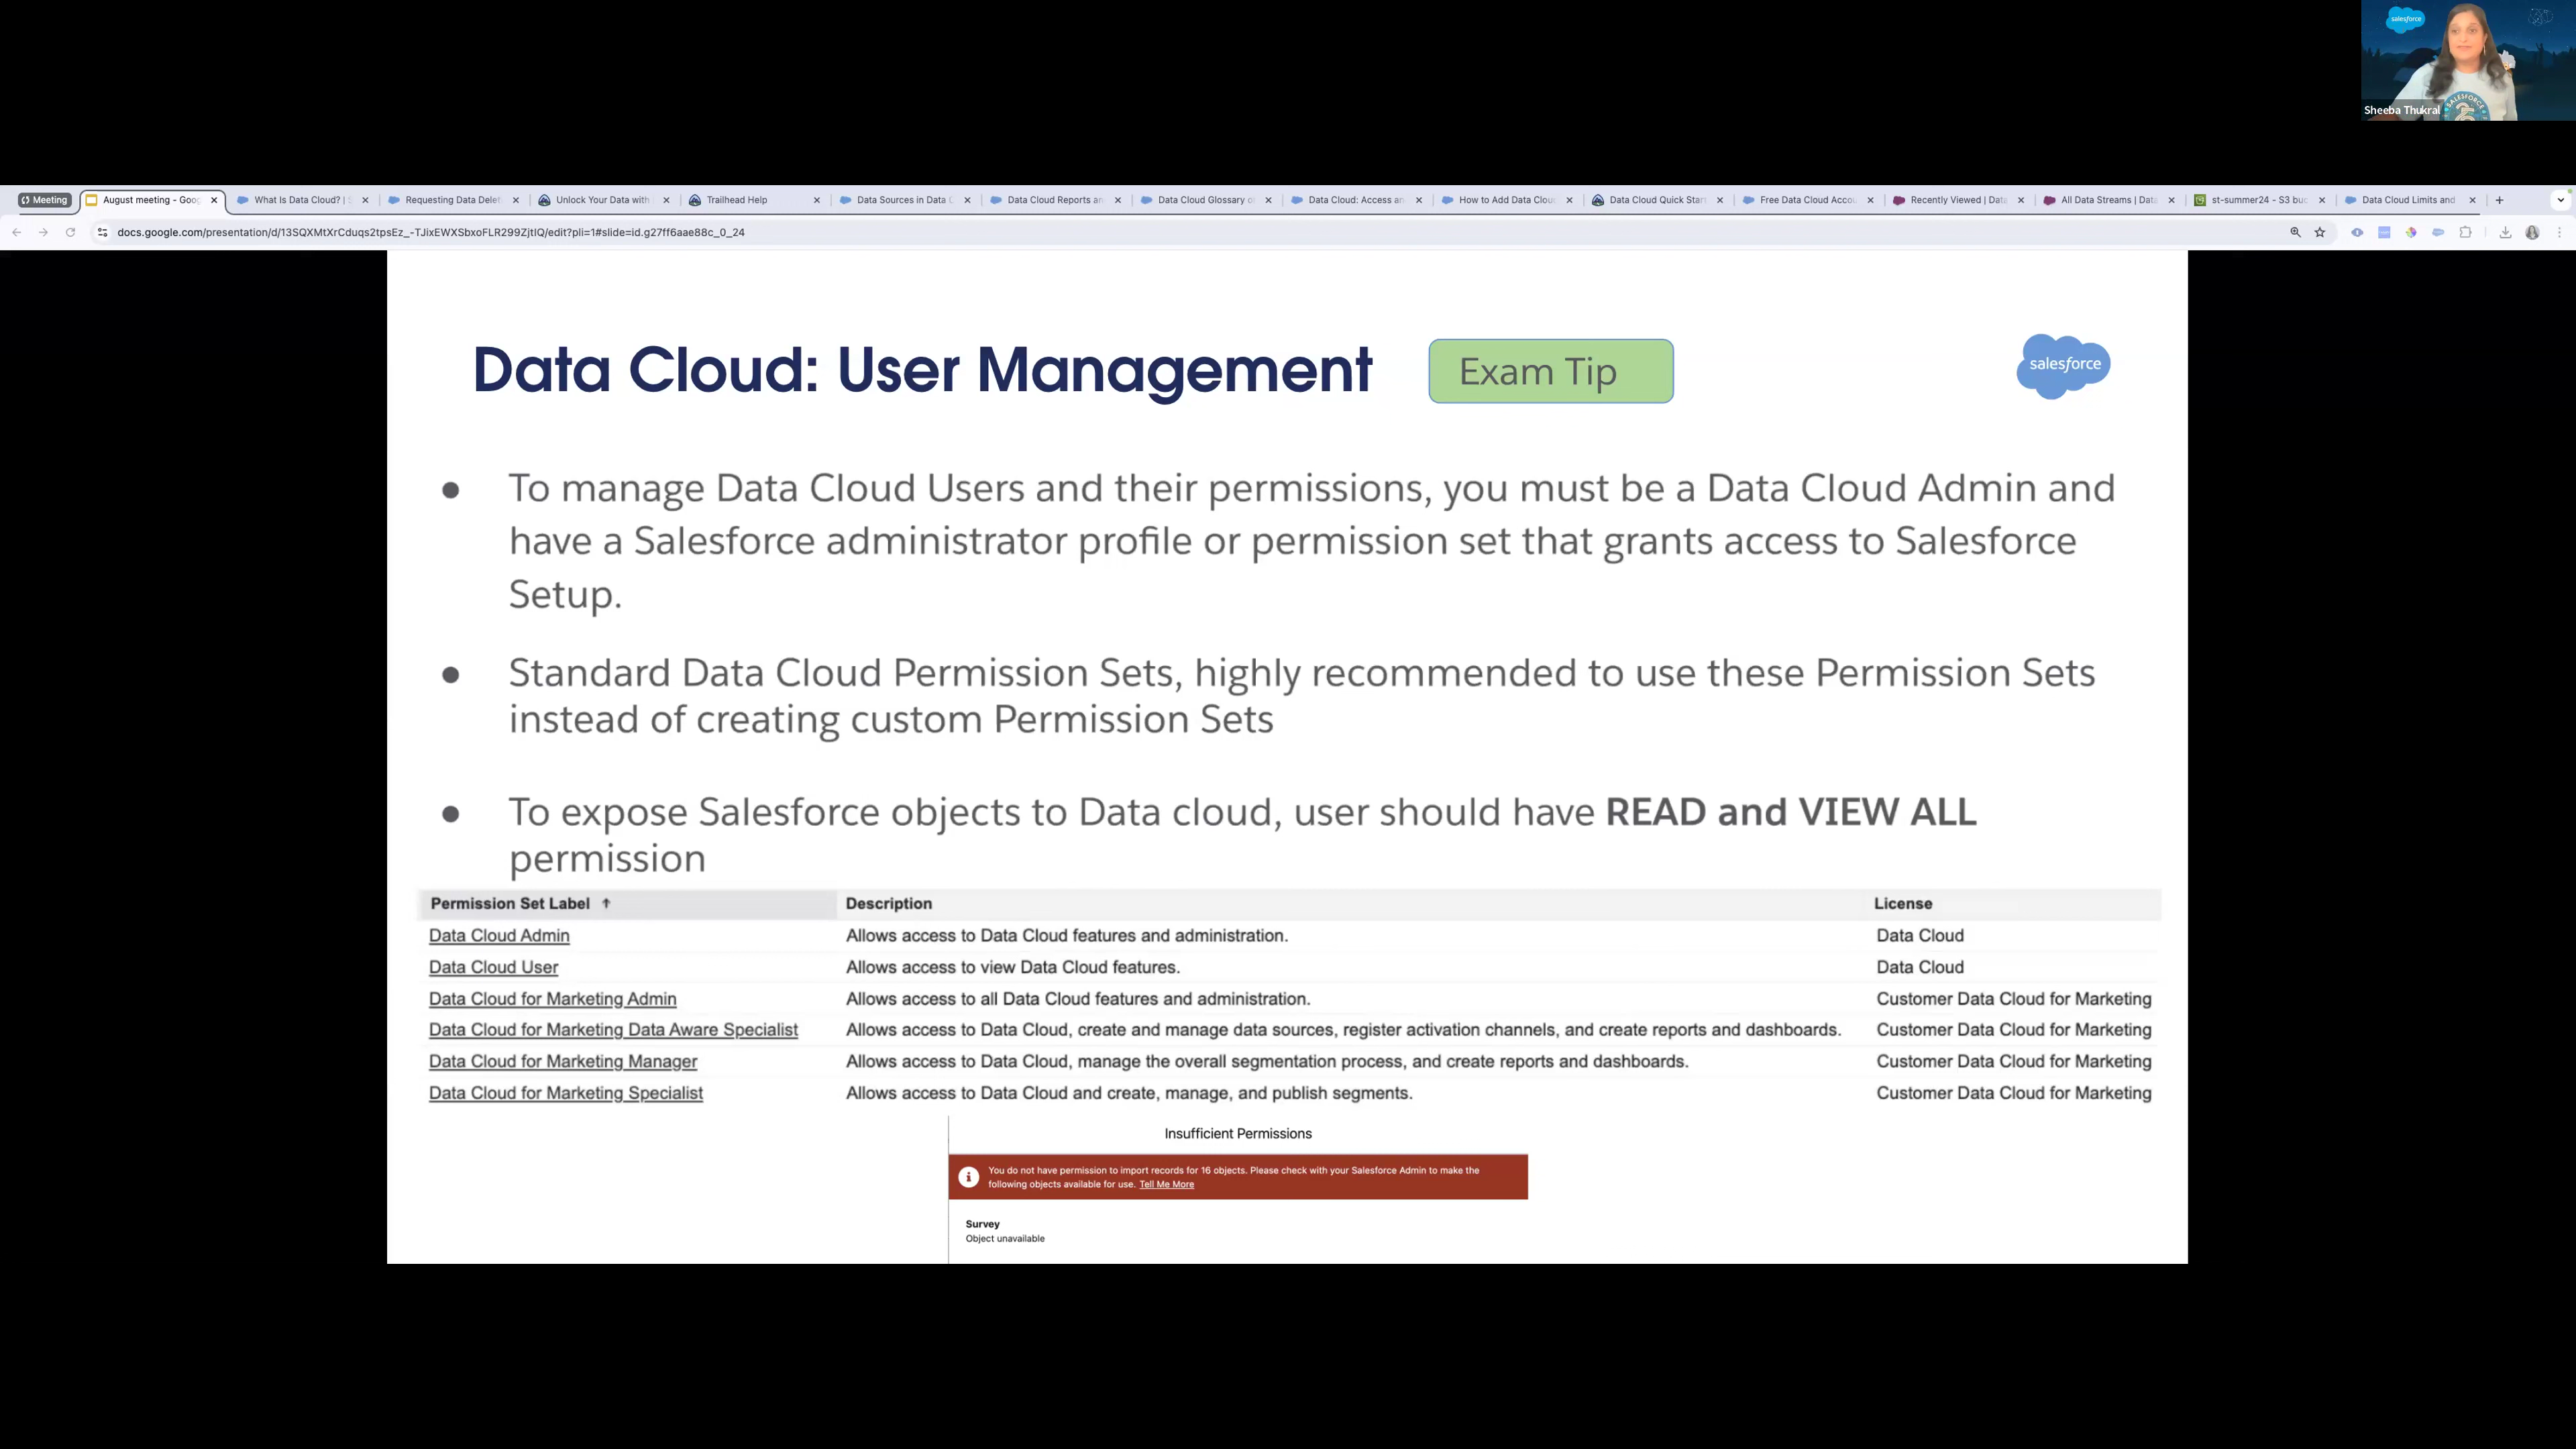 salesforce
Sheeba Thukral
Meeting
August meeting - Goog
What Is Data Cloud? | S
Requesting Data Delet
Unlock Your Data with
Trailhead Help
Data Sources in Data C
Data Cloud Reports an
Data Cloud Glossary o
Data Cloud: Access an
How to Add Data Clou
Data Cloud Quick Star
Free Data Cloud Accou
Recently Viewed | Data
All Data Streams | Data
st-summer24 - S3 buc
Data Cloud Limits and
docs.google.com/presentation/d/13SQXMtXrCduqs2tpsEz_-TJixEWXSbxoFLR299ZjtIQ/edit?pli=1#slide=id.g27ff6aae88c_0_24
Data Cloud: User Management
Exam Tip
salesforce
● To manage Data Cloud Users and their permissions, you must be a Data Cloud Admin and
have a Salesforce administrator profile or permission set that grants access to Salesforce
Setup.
● Standard Data Cloud Permission Sets, highly recommended to use these Permission Sets
instead of creating custom Permission Sets
● To expose Salesforce objects to Data cloud, user should have READ and VIEW ALL
permission
Permission Set Label ↑ Description License
Data Cloud Admin Allows access to Data Cloud features and administration. Data Cloud
Data Cloud User Allows access to view Data Cloud features. Data Cloud
Data Cloud for Marketing Admin Allows access to all Data Cloud features and administration. Customer Data Cloud for Marketing
Data Cloud for Marketing Data Aware Specialist Allows access to Data Cloud, create and manage data sources, register activation channels, and create reports and dashboards. Customer Data Cloud for Marketing
Data Cloud for Marketing Manager Allows access to Data Cloud, manage the overall segmentation process, and create reports and dashboards. Customer Data Cloud for Marketing
Data Cloud for Marketing Specialist Allows access to Data Cloud and create, manage, and publish segments. Customer Data Cloud for Marketing
Insufficient Permissions
You do not have permission to import records for 16 objects. Please check with your Salesforce Admin to make the
following objects available for use. Tell Me More
Survey
Object unavailable